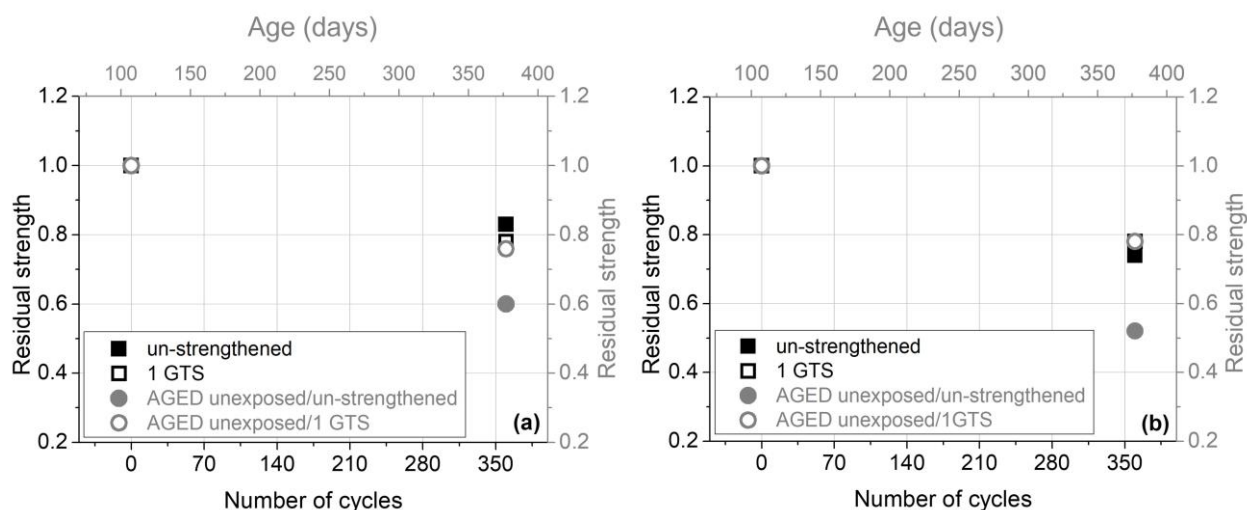 Age (days)
100 150 200 250 300 350 400
1.2
1.0
0.8
0.6
0.4
0.2
Residual strength
1.2
1.0
0.8
0.6
0.4
0.2
Residual strength
un-strengthened
1 GTS
AGED unexposed/un-strengthened
AGED unexposed/1 GTS
(a)
0 70 140 210 280 350
Number of cycles
Age (days)
100 150 200 250 300 350 400
1.2
1.0
0.8
0.6
0.4
0.2
Residual strength
1.2
1.0
0.8
0.6
0.4
0.2
Residual strength
un-strengthened
1 GTS
AGED unexposed/un-strengthened
AGED unexposed/1GTS
(b)
0 70 140 210 280 350
Number of cycles